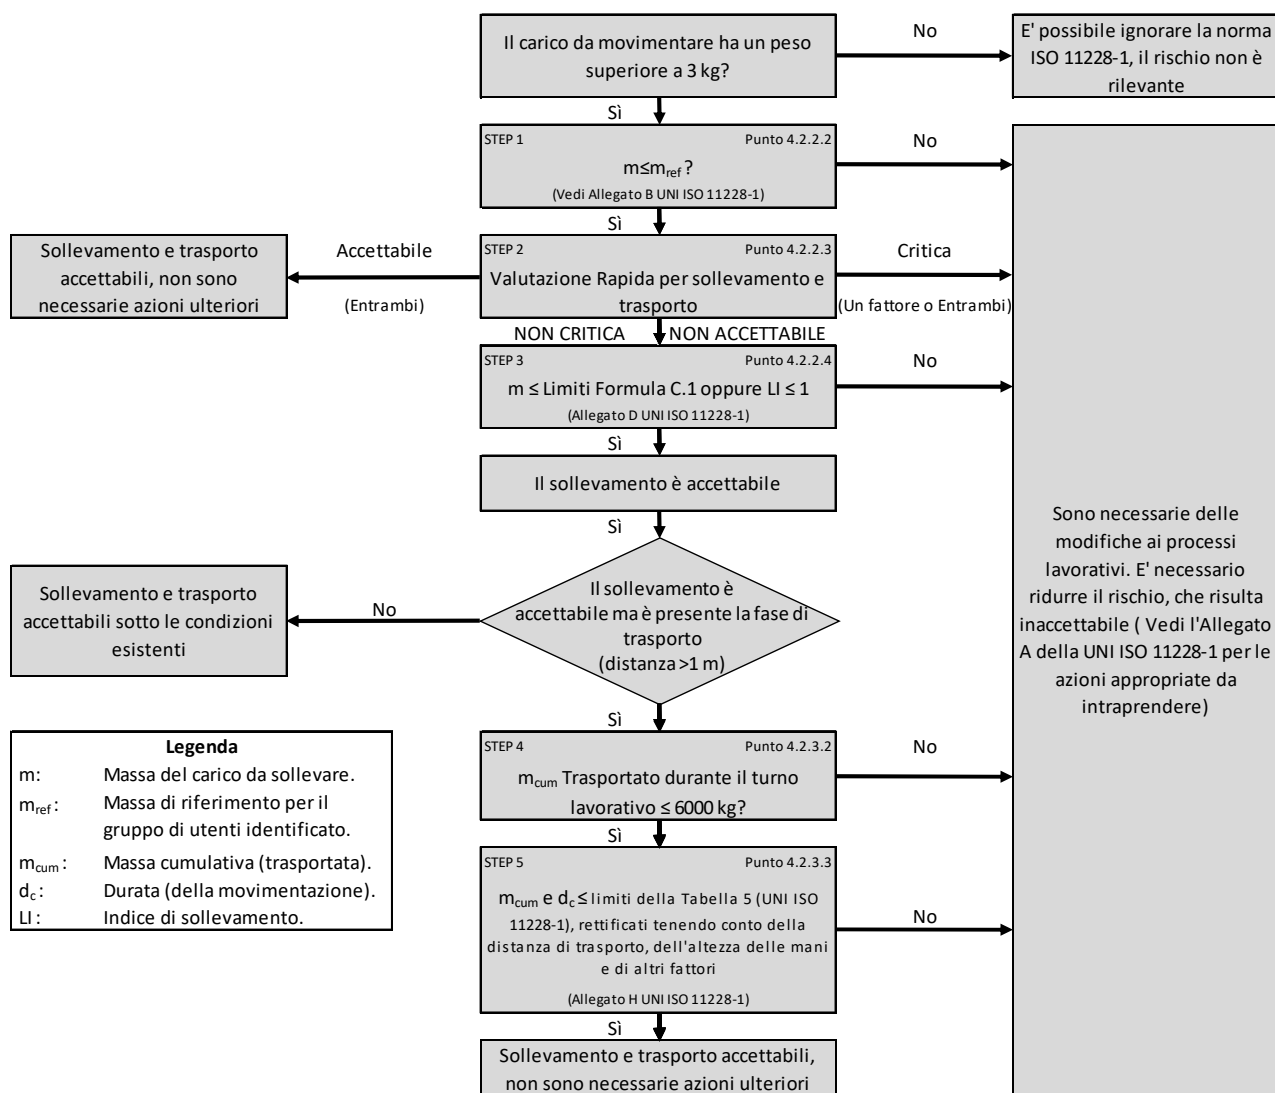 Il carico da movimentare ha un peso
superiore a 3 kg?
No
E' possibile ignorare la norma
ISO 11228-1, il rischio non è
rilevante
Sì
STEP 1 Punto 4.2.2.2
m≤mref ?
(Vedi Allegato B UNI ISO 11228-1)
No
Sì
STEP 2 Punto 4.2.2.3
Valutazione Rapida per sollevamento e
trasporto
Accettabile
(Entrambi)
Sollevamento e trasporto
accettabili, non sono
necessarie azioni ulteriori
Critica
(Un fattore o Entrambi)
NON CRITICA NON ACCETTABILE
STEP 3 Punto 4.2.2.4
m ≤ Limiti Formula C.1 oppure LI ≤ 1
(Allegato D UNI ISO 11228-1)
No
Sì
Il sollevamento è accettabile
Sì
Il sollevamento è
accettabile ma è presente la fase di
trasporto
(distanza >1 m)
No
Sollevamento e trasporto
accettabili sotto le condizioni
esistenti
Sono necessarie delle
modifiche ai processi
lavorativi. E' necessario
ridurre il rischio, che risulta
inaccettabile ( Vedi l'Allegato
A della UNI ISO 11228-1 per le
azioni appropriate da
intraprendere)
Sì
STEP 4 Punto 4.2.3.2
mcum Trasportato durante il turno
lavorativo ≤ 6000 kg?
No
Sì
STEP 5 Punto 4.2.3.3
mcum e dc ≤ limiti della Tabella 5 (UNI ISO
11228-1), rettificati tenendo conto della
distanza di trasporto, dell'altezza delle mani
e di altri fattori
(Allegato H UNI ISO 11228-1)
No
Sì
Sollevamento e trasporto accettabili,
non sono necessarie azioni ulteriori
Legenda
m: Massa del carico da sollevare.
mref : Massa di riferimento per il
gruppo di utenti identificato.
mcum : Massa cumulativa (trasportata).
dc : Durata (della movimentazione).
LI : Indice di sollevamento.